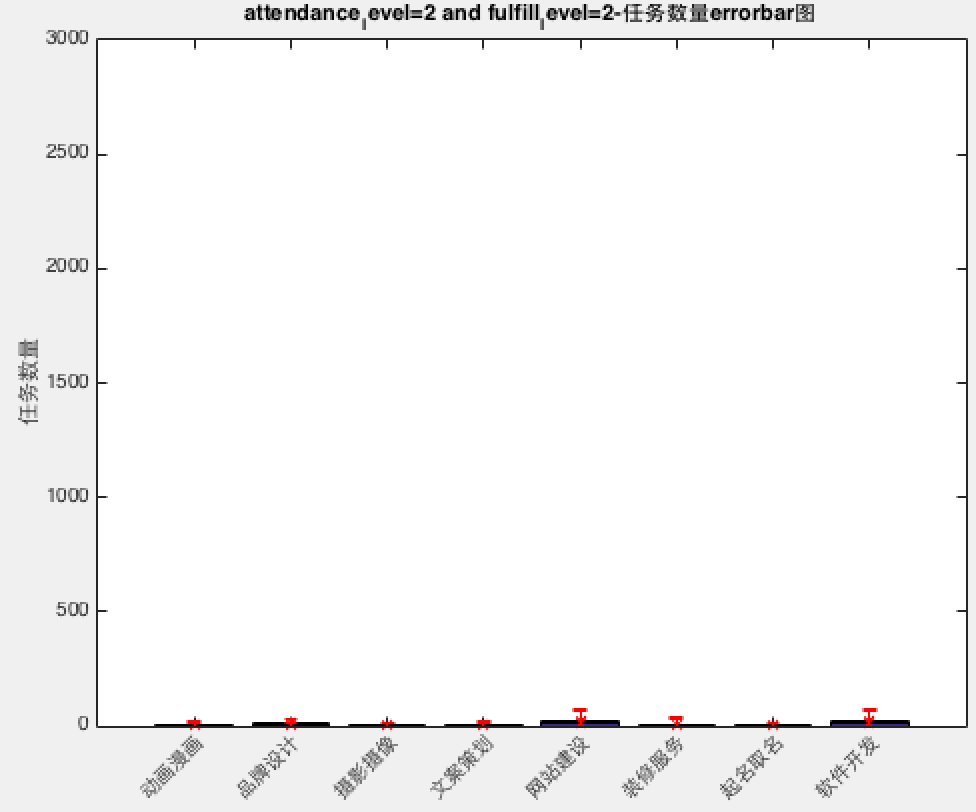 attendance_level=2 and fulfill_level=2-任务数量errorbar图
3000
2500
2000
1500
1000
500
0
任务数量
动画漫画
品牌设计
摄影摄像
文案策划
网站建设
装修服务
起名取名
软件开发